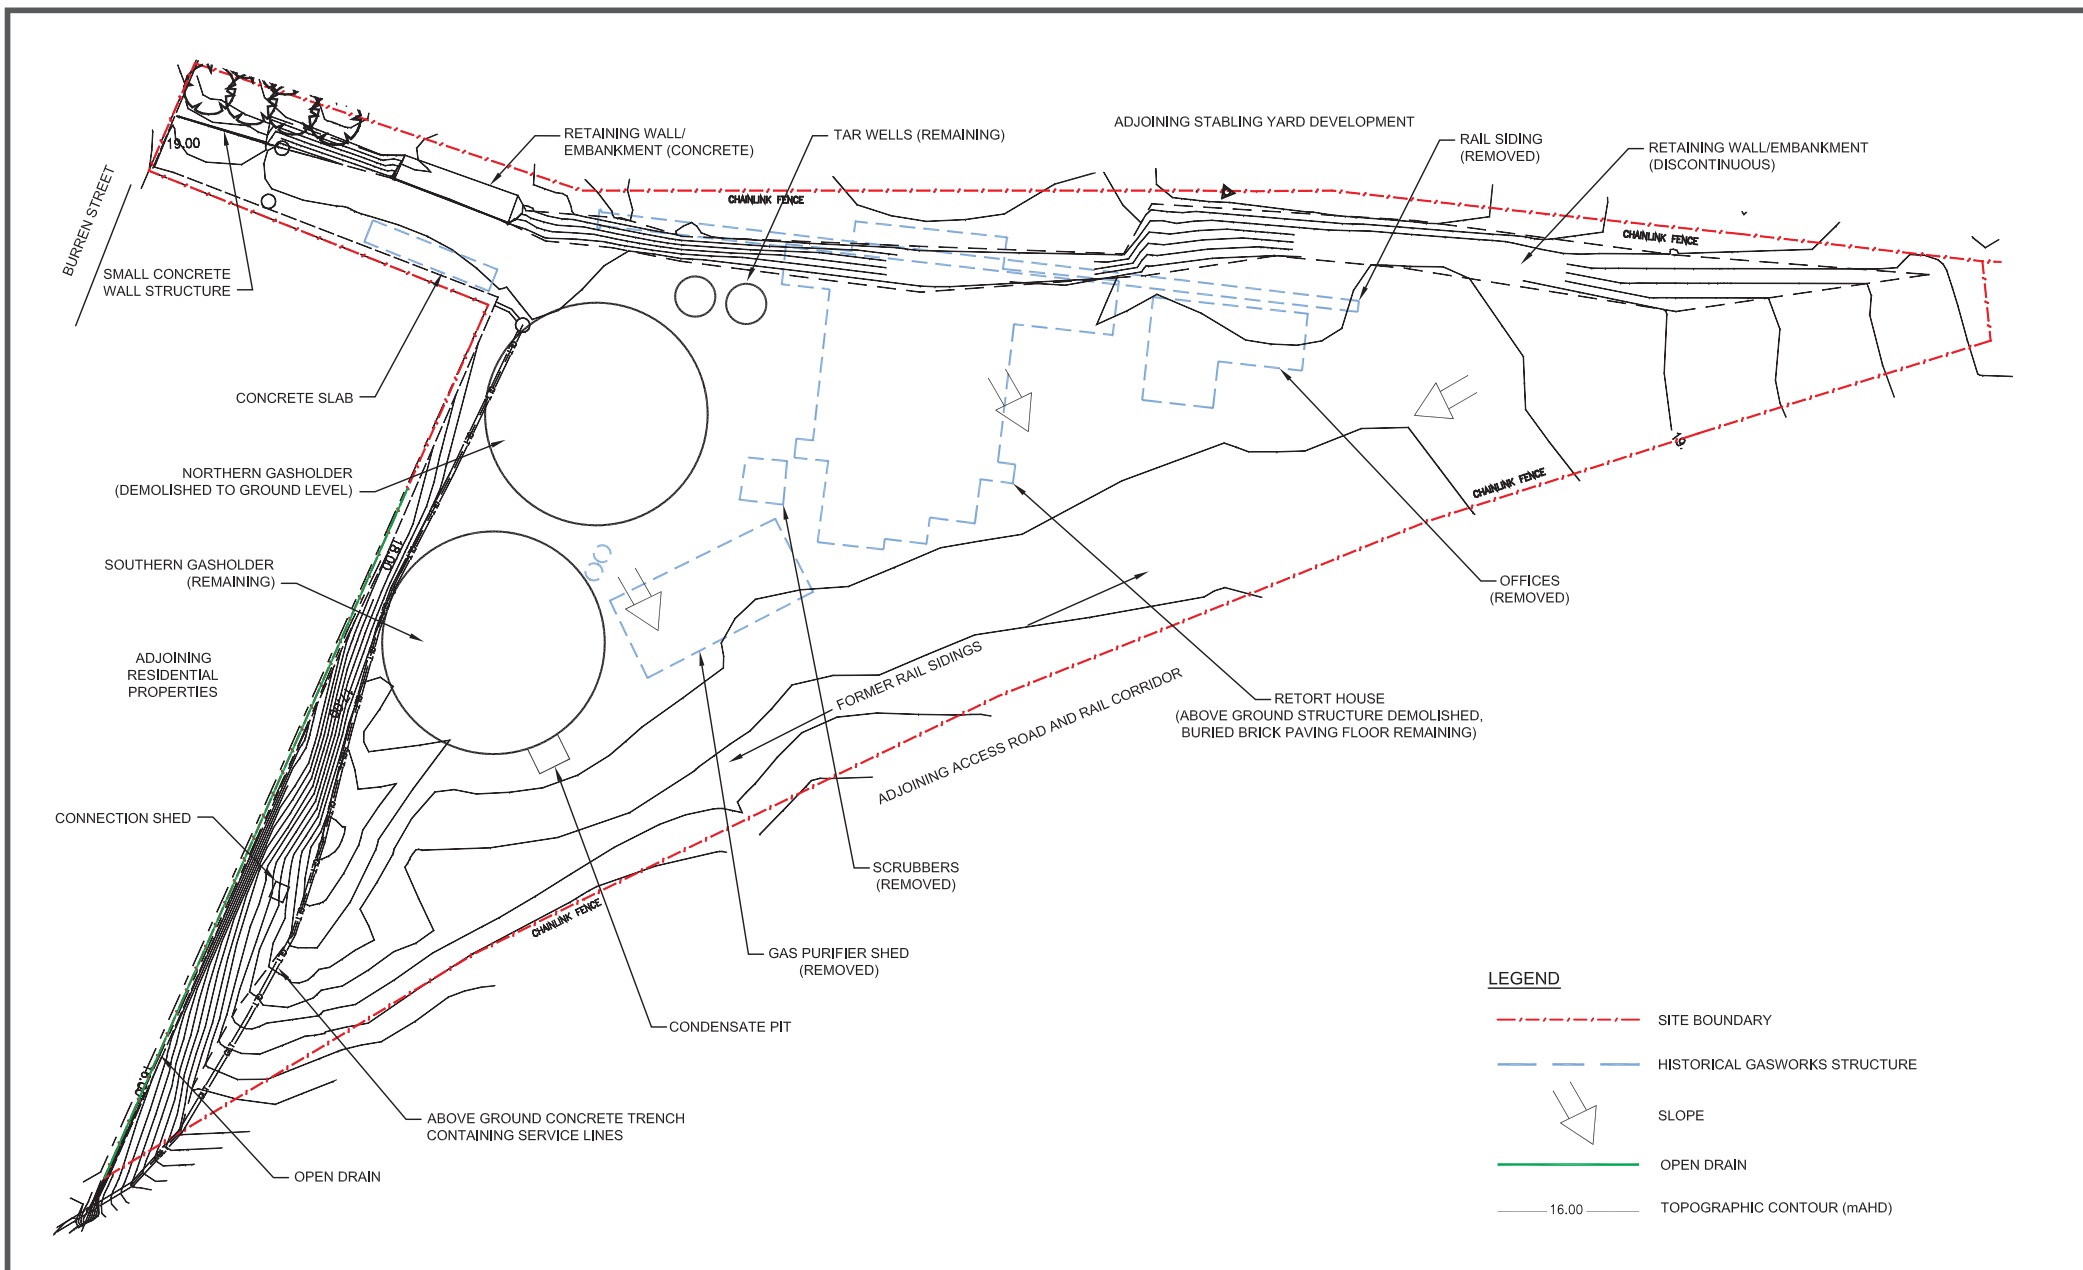 RETAINING WALL/
EMBANKMENT (CONCRETE)
TAR WELLS (REMAINING)
ADJOINING STABLING YARD DEVELOPMENT
RAIL SIDING
(REMOVED)
RETAINING WALL/EMBANKMENT
(DISCONTINUOUS)
19.00
BURREN STREET
CHAINLINK FENCE
CHAINLINK FENCE
SMALL CONCRETE
WALL STRUCTURE
CONCRETE SLAB
NORTHERN GASHOLDER
(DEMOLISHED TO GROUND LEVEL)
CHAINLINK FENCE
18.00
SOUTHERN GASHOLDER
(REMAINING)
OFFICES
(REMOVED)
ADJOINING
RESIDENTIAL
PROPERTIES
FORMER RAIL SIDINGS
ADJOINING ACCESS ROAD AND RAIL CORRIDOR
RETORT HOUSE
(ABOVE GROUND STRUCTURE DEMOLISHED,
BURIED BRICK PAVING FLOOR REMAINING)
CONNECTION SHED
SCRUBBERS
(REMOVED)
CHAINLINK FENCE
GAS PURIFIER SHED
(REMOVED)
CONDENSATE PIT
ABOVE GROUND CONCRETE TRENCH
CONTAINING SERVICE LINES
OPEN DRAIN
LEGEND
SITE BOUNDARY
HISTORICAL GASWORKS STRUCTURE
SLOPE
OPEN DRAIN
16.00
TOPOGRAPHIC CONTOUR (mAHD)